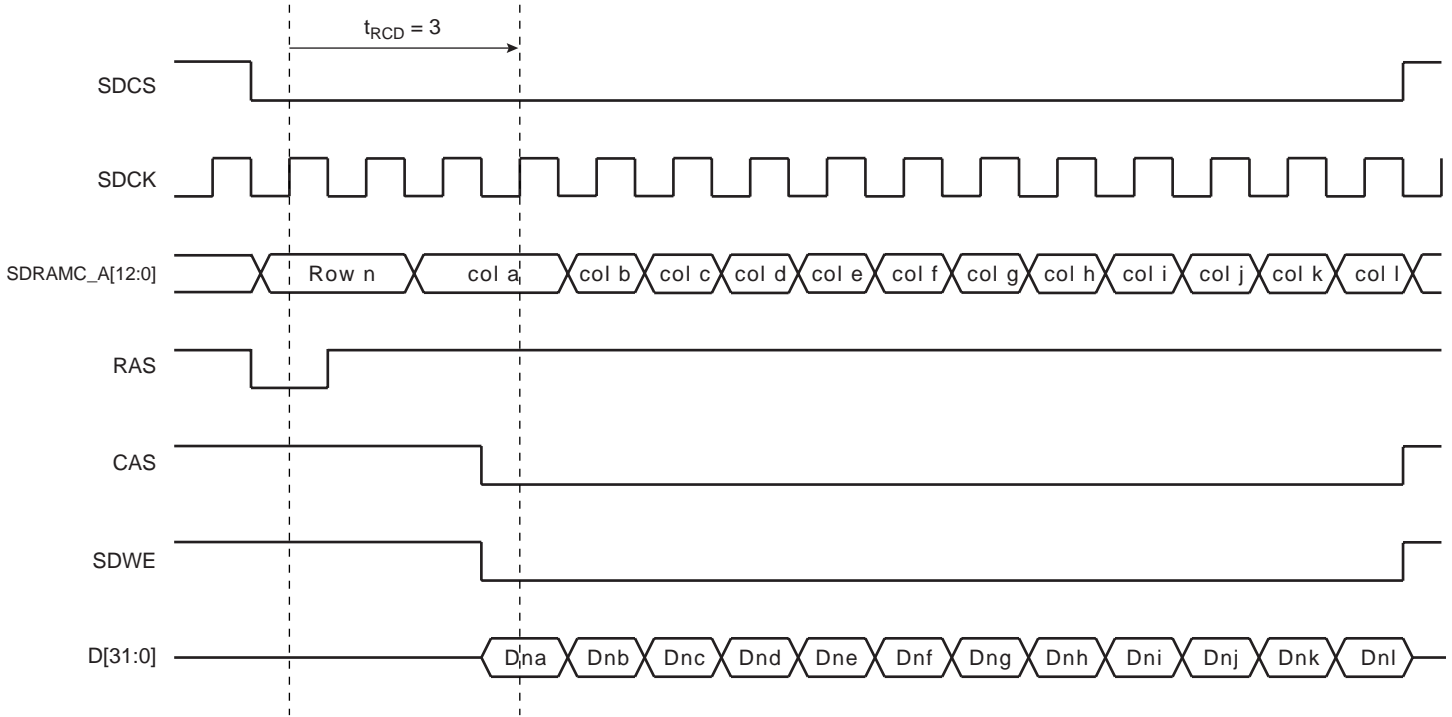 tRCD = 3
SDCS
SDCK
SDRAMC_A[12:0] Row n col a col b col c col d col e col f col g col h col i col j col k col l
RAS
CAS
SDWE
D[31:0] Dna Dnb Dnc Dnd Dne Dnf Dng Dnh Dni Dnj Dnk Dnl